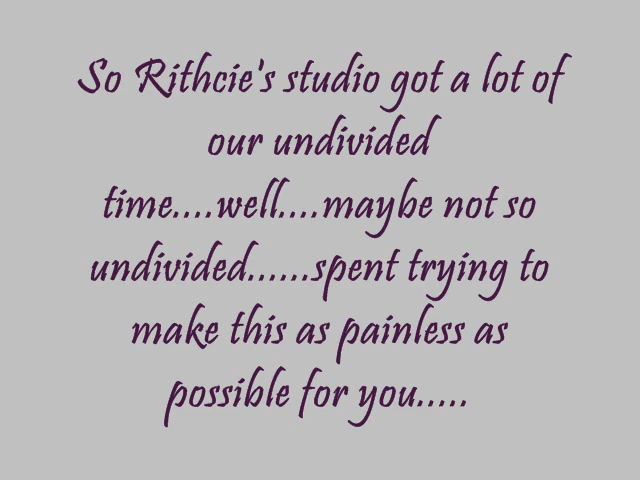 So Rithcie's studio got a lot of
our undivided
time....well....maybe not so
undivided......spent trying to
make this as painless as
possible for you.....